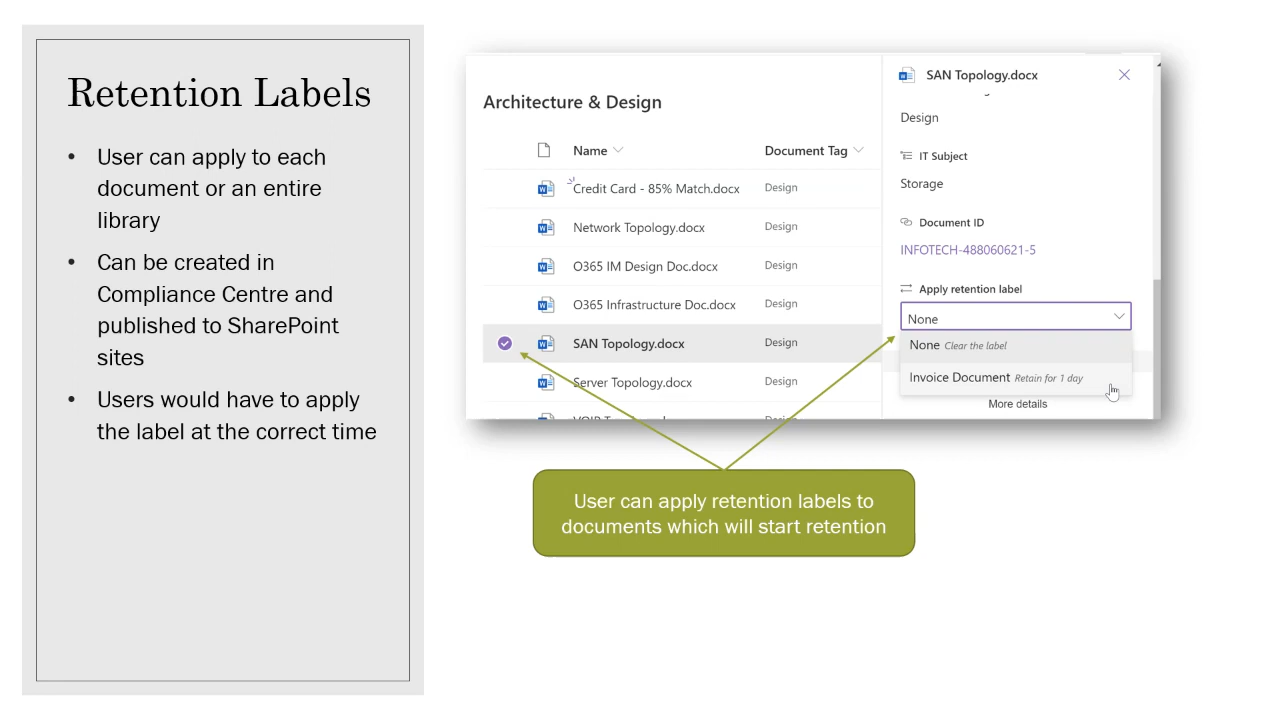 Retention Labels
• User can apply to each
document or an entire
library
• Can be created in
Compliance Centre and
published to SharePoint
sites
• Users would have to apply
the label at the correct time
Architecture & Design
Name Document Tag
Credit Card - 85% Match.docx Design
Network Topology.docx Design
O365 IM Design Doc.docx Design
O365 Infrastructure Doc.docx Design
SAN Topology.docx Design
Server Topology.docx Design
SAN Topology.docx
Design
IT Subject
Storage
Document ID
INFOTECH-488060621-5
Apply retention label
None
None Clear the label
Invoice Document Retain for 1 day
More details
User can apply retention labels to
documents which will start retention